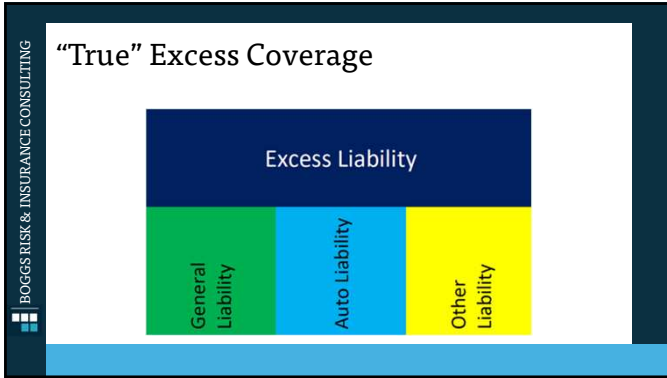 “True” Excess Coverage
Excess Liability
General
Liability
Auto Liability
Other
Liability
BOGGS RISK & INSURANCE CONSULTING